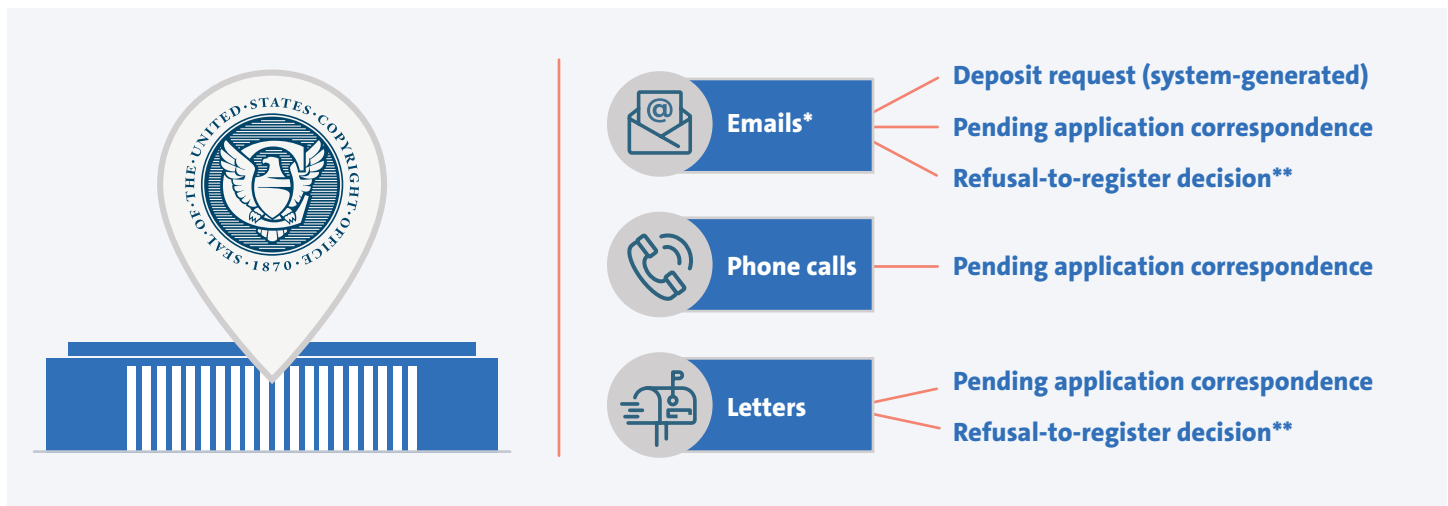 SEAL·OF·THE·UNITED·STATES·COPYRIGHT·OFFICE·
·1870·
Emails*
Deposit request (system-generated)
Pending application correspondence
Refusal-to-register decision**
Phone calls
Pending application correspondence
Letters
Pending application correspondence
Refusal-to-register decision**